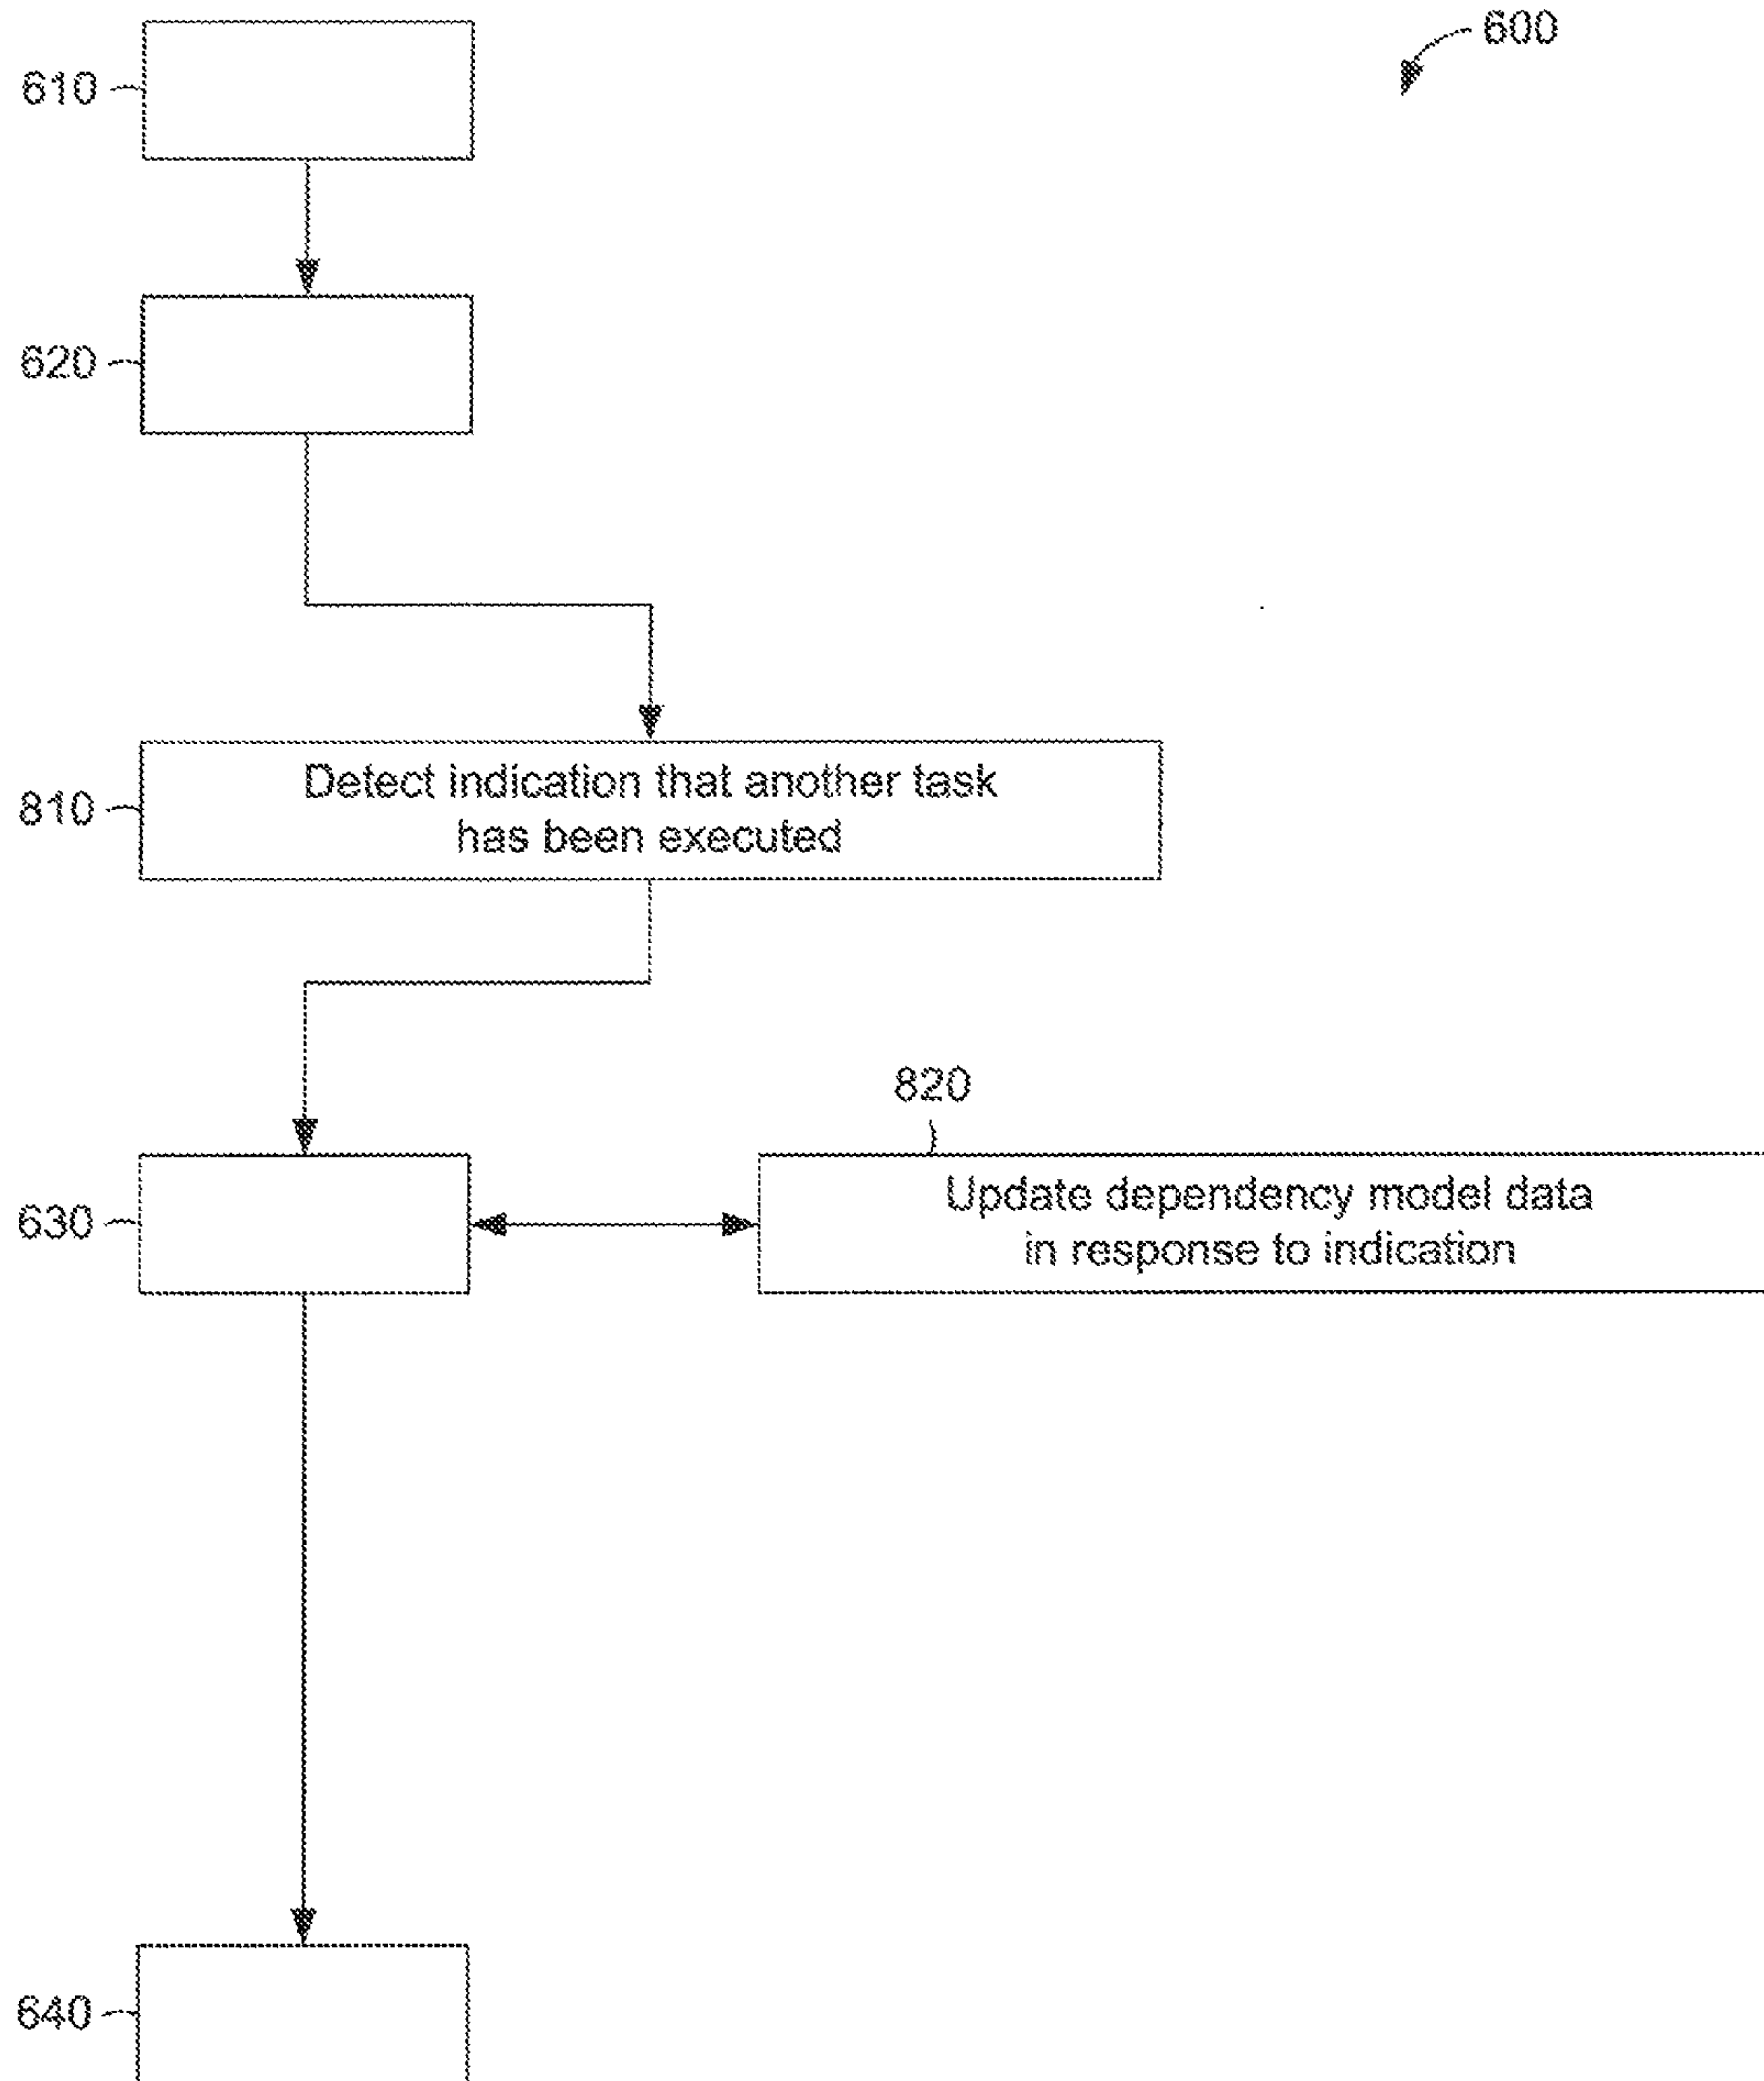 600
610
620
810
Detect indication that another task
has been executed
820
630
Update dependency model data
in response to indication
640